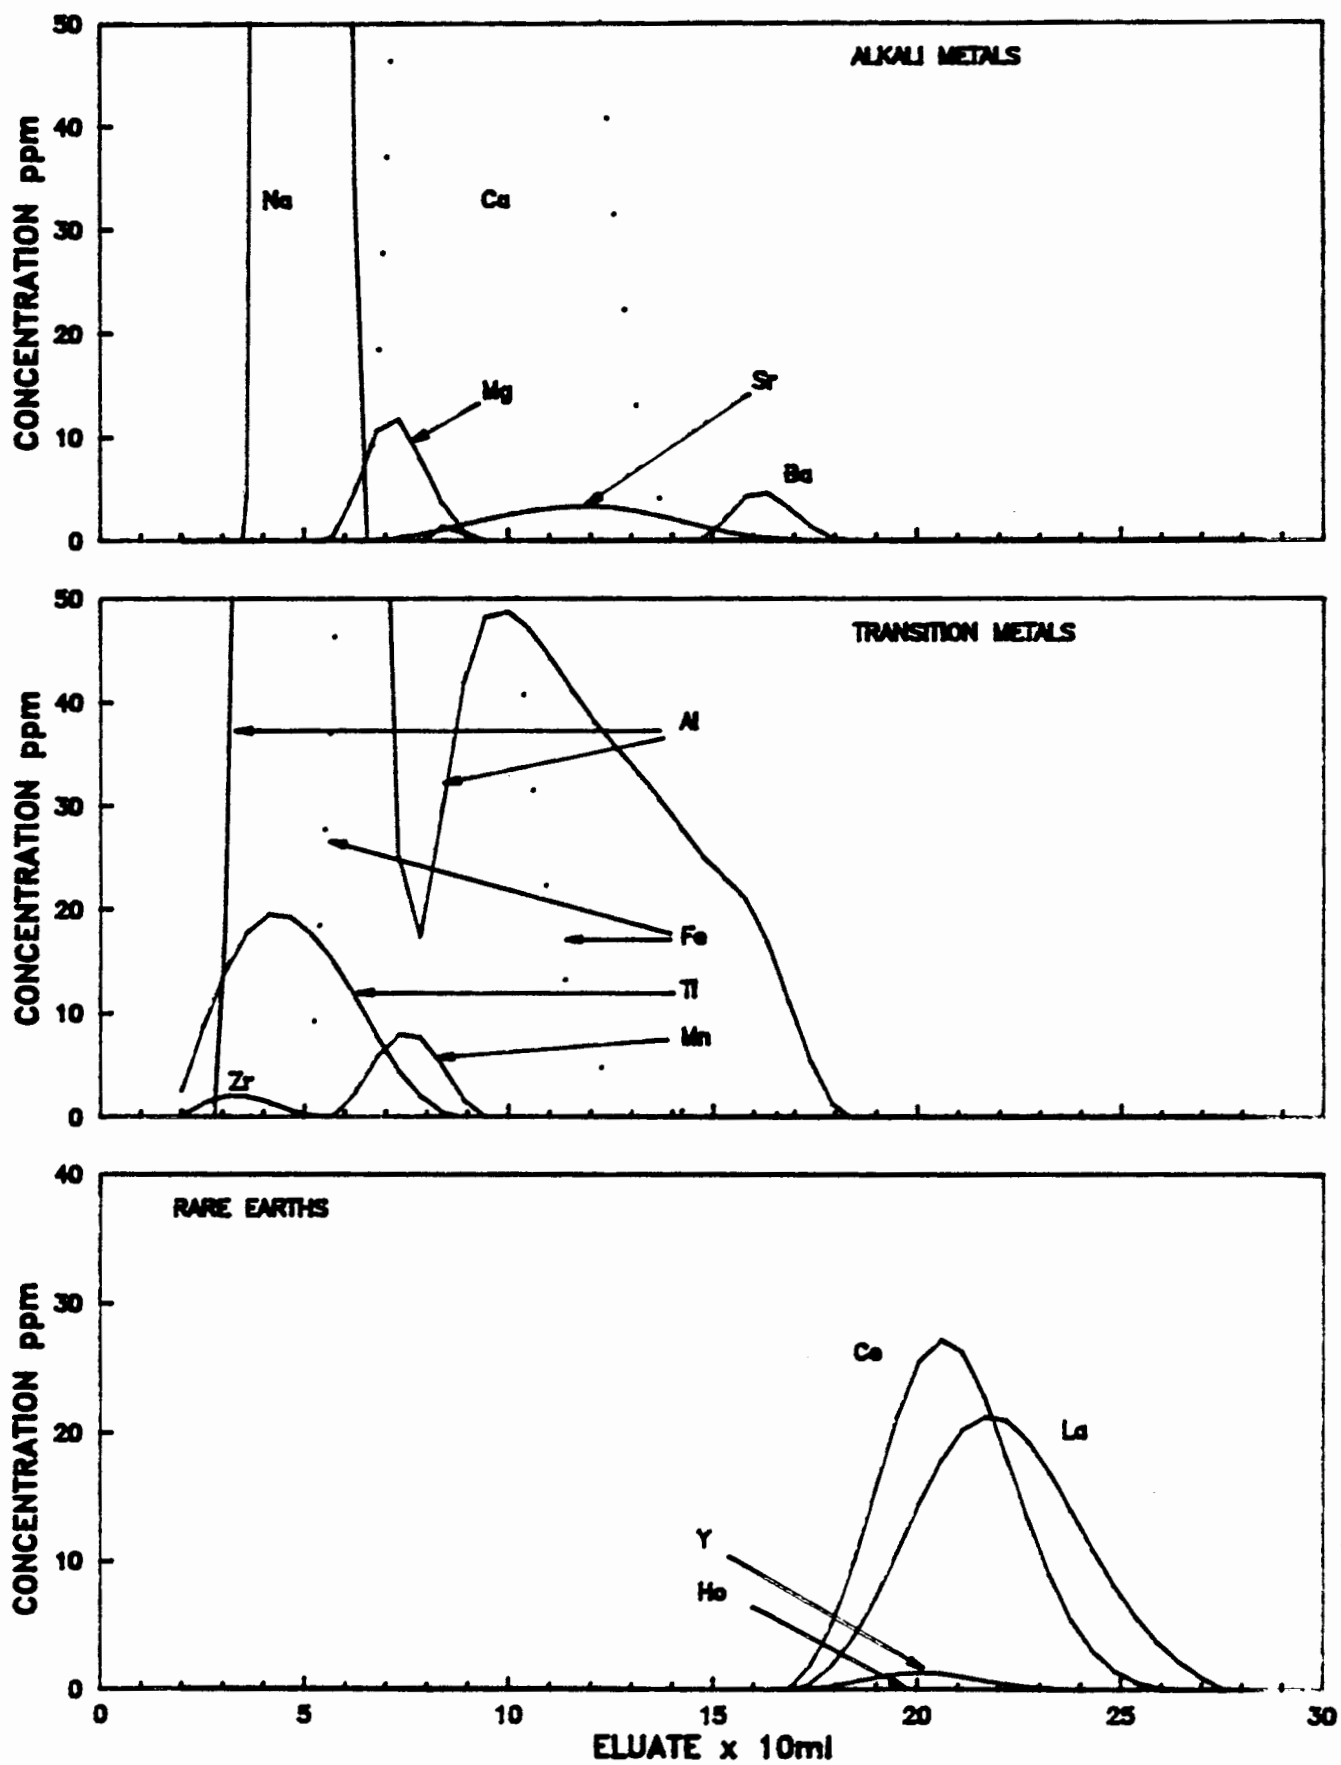 ALKALI METALS
CONCENTRATION ppm
50
40
30
20
10
0
Na
Ca
Mg
Sr
Ba
TRANSITION METALS
CONCENTRATION ppm
50
40
30
20
10
0
Al
Fe
Ti
Mn
Zr
RARE EARTHS
CONCENTRATION ppm
40
30
20
10
0
Ce
La
Y
Ho
0 5 10 15 20 25 30
ELUATE x 10ml